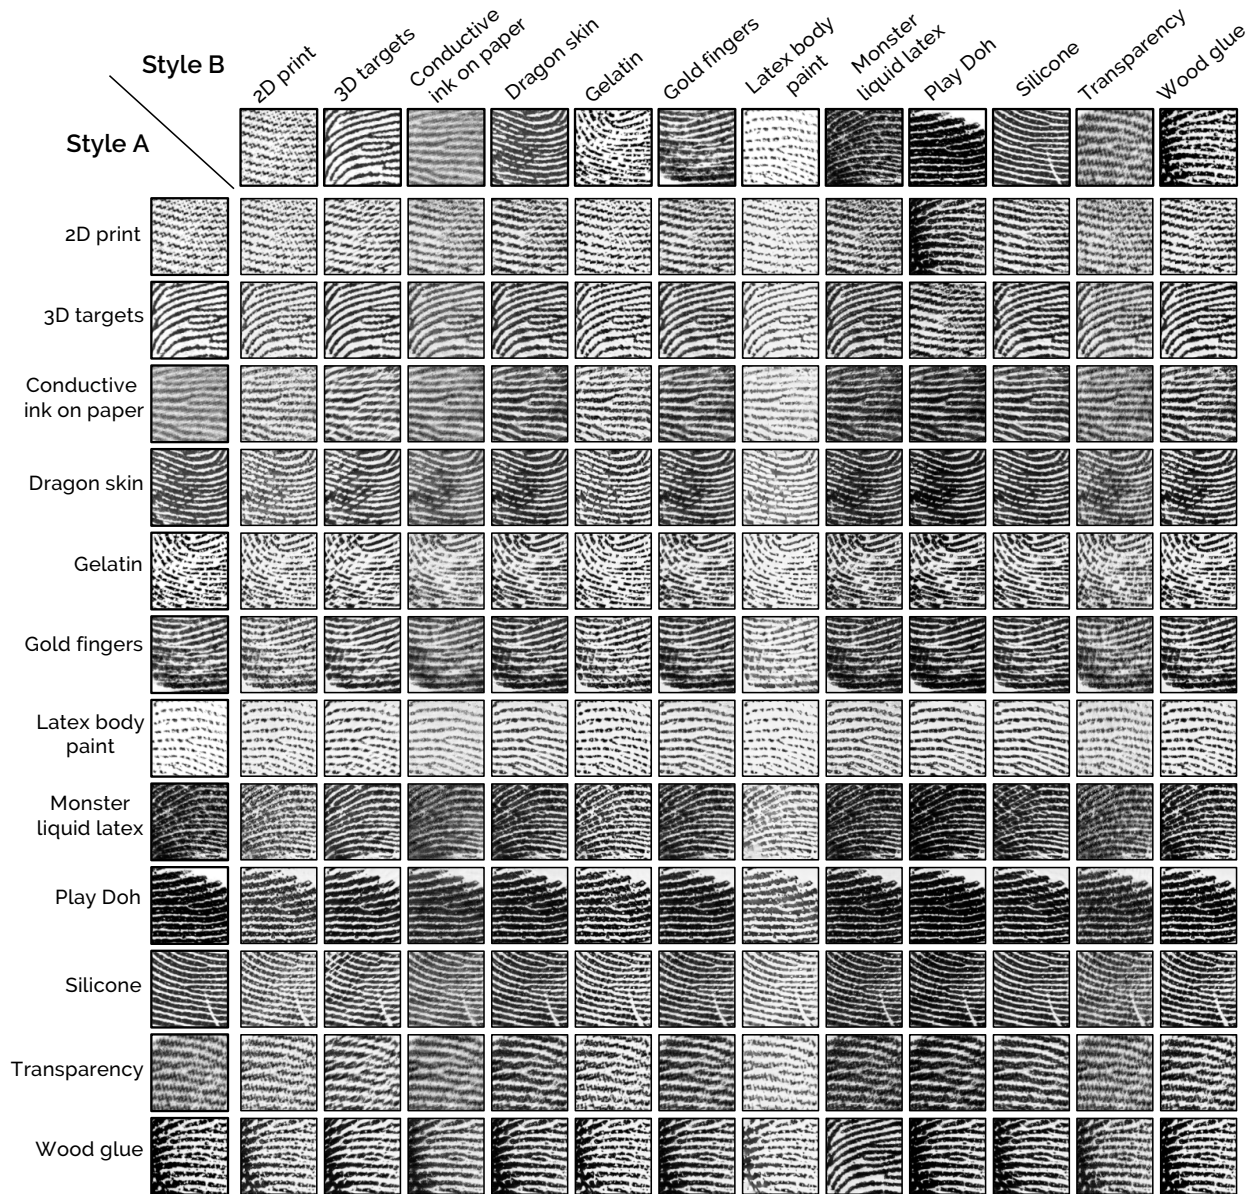 Style B
2D print
3D targets
Conductive
ink on paper
Dragon skin
Gelatin
Gold fingers
Latex body
paint
Monster
liquid latex
Play Doh
Silicone
Transparency
Wood glue
Style A
2D print
3D targets
Conductive
ink on paper
Dragon skin
Gelatin
Gold fingers
Latex body
paint
Monster
liquid latex
Play Doh
Silicone
Transparency
Wood glue